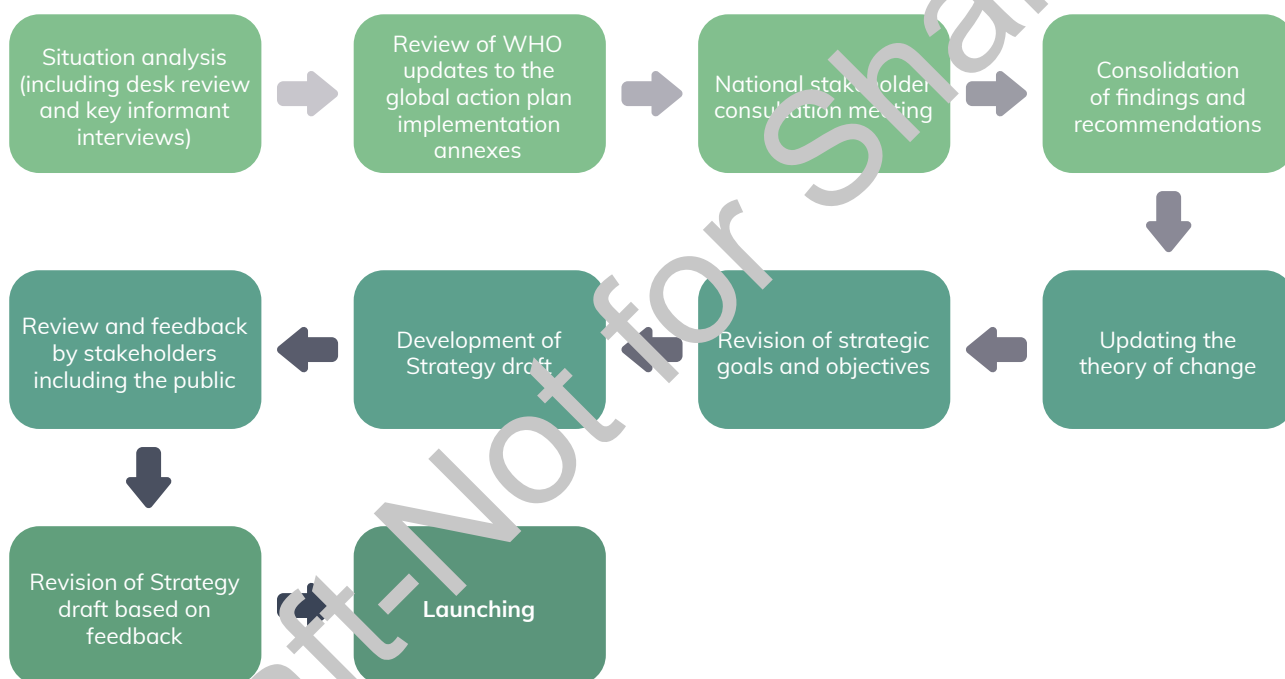 Situation analysis
(including desk review
and key informant
interviews)
Review of WHO
updates to the
global action plan
implementation
annexes
National stakeholder
consultation meeting
Consolidation
of findings and
recommendations
Updating the
theory of change
Revision of strategic
goals and objectives
Development of
Strategy draft
Review and feedback
by stakeholders
including the public
Revision of Strategy
draft based on
feedback
Launching
-Not for